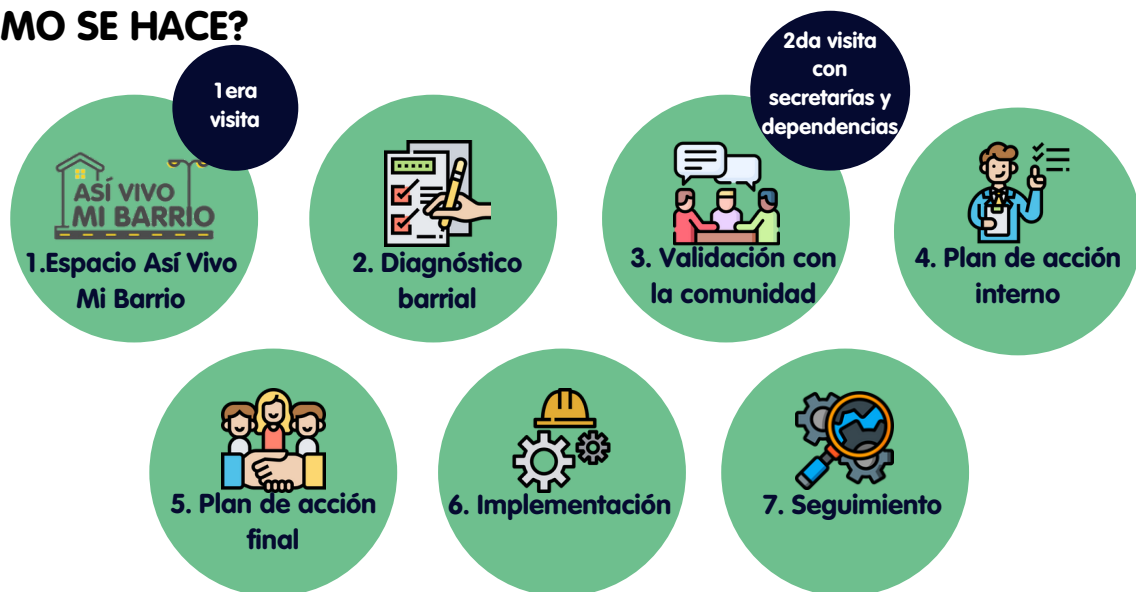 MO SE HACE?
1era
visita
ASÍ VIVO
MI BARRIO
1.Espacio Así Vivo
Mi Barrio
2. Diagnóstico
barrial
2da visita
con
secretarías y
dependencias
3. Validación con
la comunidad
4. Plan de acción
interno
5. Plan de acción
final
6. Implementación
7. Seguimiento